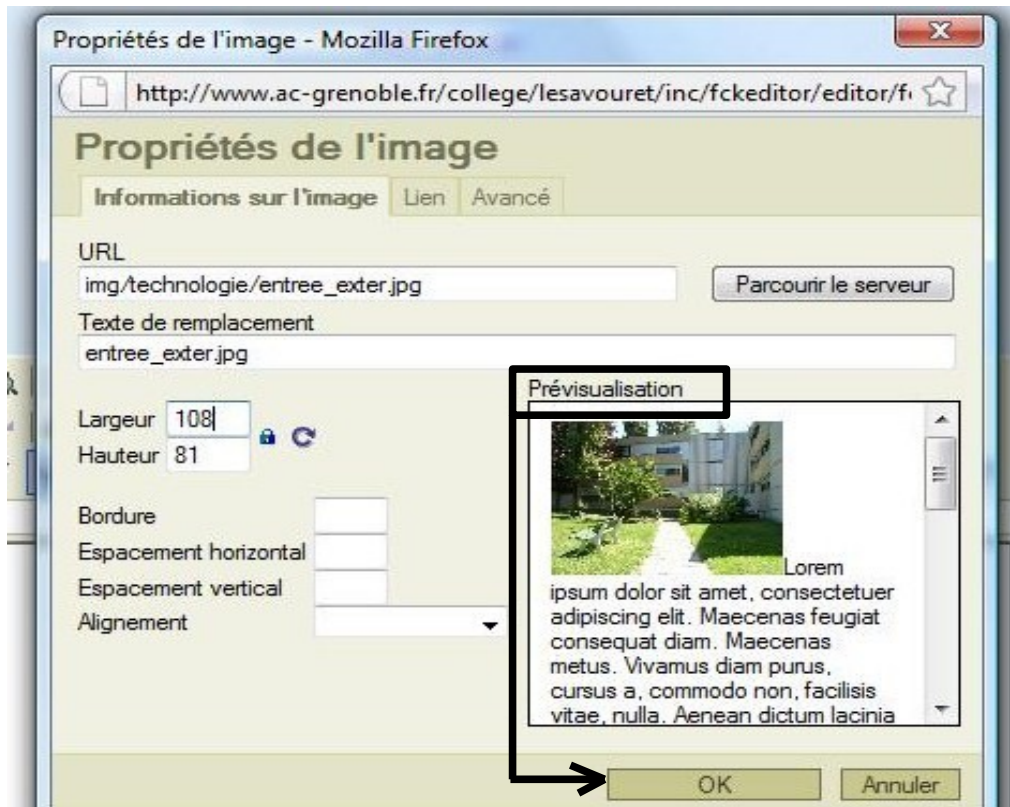 Propriétés de l'image - Mozilla Firefox
http://www.ac-grenoble.fr/college/lesavouret/inc/fckeditor/editor/f
Propriétés de l'image
Informations sur l'image Lien Avancé
URL
img/technologie/entree_exter.jpg Parcourir le serveur
Texte de remplacement
entree_exter.jpg
Prévisualisation
Largeur 108
Hauteur 81
Bordure
Espacement horizontal
Espacement vertical
Alignement
Lorem
ipsum dolor sit amet, consectetuer
adipiscing elit. Maecenas feugiat
consequat diam. Maecenas
metus. Vivamus diam purus,
cursus a, commodo non, facilisis
vitae, nulla. Aenean dictum lacinia
OK Annuler